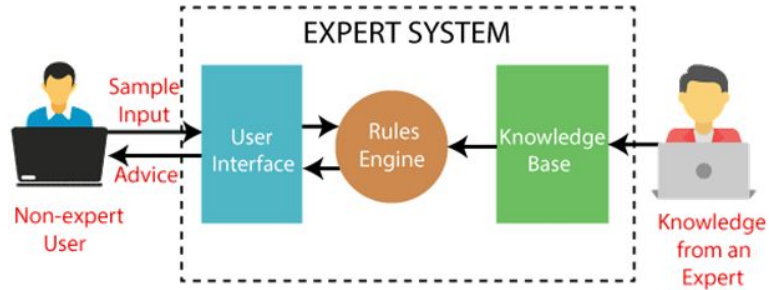 EXPERT SYSTEM
Sample
Input
Advice
Non-expert
User
User
Interface
Rules
Engine
Knowledge
Base
Knowledge
from an
Expert